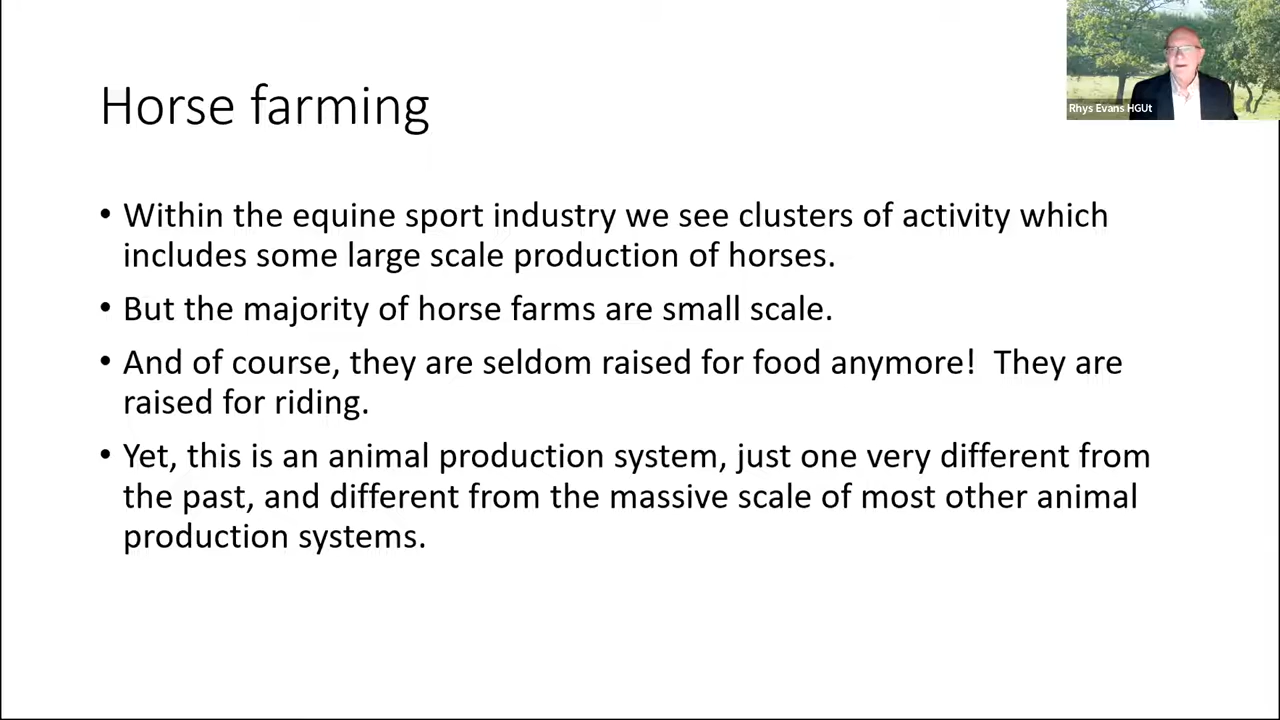 Rhys Evans HGUt
Horse farming
• Within the equine sport industry we see clusters of activity which
includes some large scale production of horses.
• But the majority of horse farms are small scale.
• And of course, they are seldom raised for food anymore!  They are
raised for riding.
• Yet, this is an animal production system, just one very different from
the past, and different from the massive scale of most other animal
production systems.